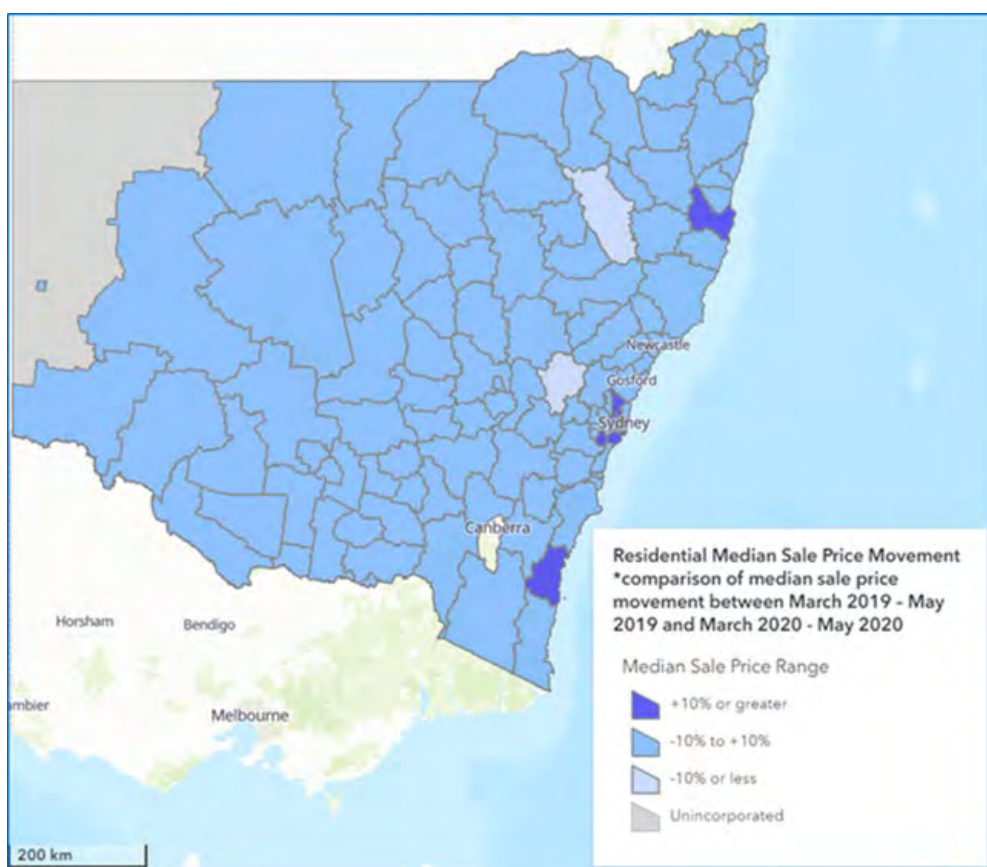 Newcastle
Gosford
Sydney
Canberra
Horsham
Bendigo
ambier
Melbourne
200 km
Residential Median Sale Price Movement
*comparison of median sale price
movement between March 2019 - May
2019 and March 2020 - May 2020
Median Sale Price Range
+10% or greater
-10% to +10%
-10% or less
Unincorporated